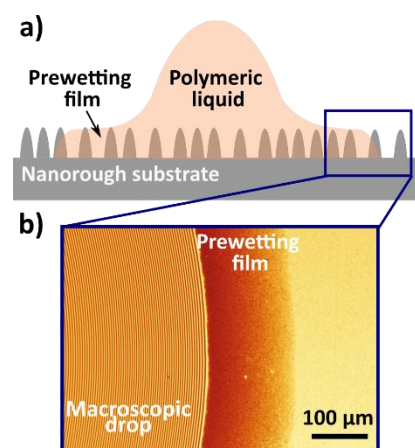 a)
Prewetting
film
Polymeric
liquid
Nanorough substrate
b)
Prewetting
film
Macroscopic
drop
100 µm